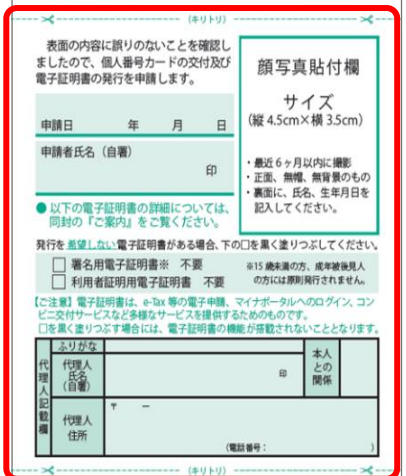 (キリトリ)
表面の内容に誤りのないことを確認し
ましたので、個人番号カードの交付及び
電子証明書の発行を申請します。
申請日　年　月　日
申請者氏名（自署）
印
顔写真貼付欄
サイズ
（縦 4.5cm×横 3.5cm）
・最近6ヶ月以内に撮影
・正面、無帽、無背景のもの
・裏面に、氏名、生年月日を
記入してください。
●以下の電子証明書の詳細については、
同封の『ご案内』をご覧ください。
発行を希望しない電子証明書がある場合、下の□を黒く塗りつぶしてください。
□ 署名用電子証明書※　不要
□ 利用者証明用電子証明書　不要
※15 歳未満の方、成年被後見人
の方には原則発行されません。
【ご注意】電子証明書は、e-Tax 等の電子申請、マイナポータルへのログイン、コン
ビニ交付サービスなど多様なサービスを提供するためのものです。
□を黒く塗りつぶす場合には、電子証明書の機能が搭載されないこととなります。
代理人記載欄
ふりがな
代理人
氏名
（自署）
印
本人
との
関係
代理人
住所
〒　－
（電話番号：　）
(キリトリ)